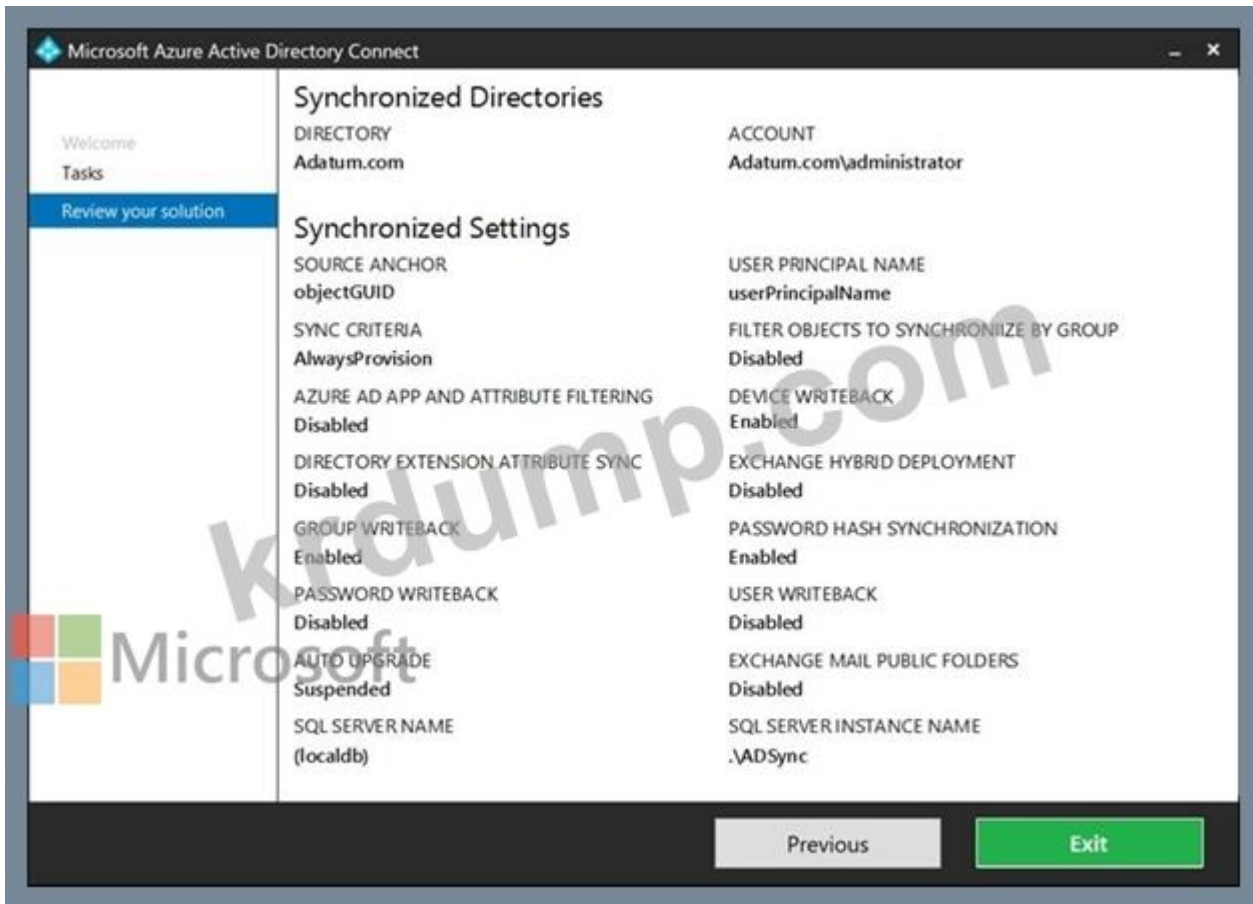 Microsoft Azure Active Directory Connect
Welcome
Tasks
Review your solution
Synchronized Directories
DIRECTORY
Adatum.com
ACCOUNT
Adatum.com\administrator
Synchronized Settings
SOURCE ANCHOR
objectGUID
USER PRINCIPAL NAME
userPrincipalName
SYNC CRITERIA
AlwaysProvision
FILTER OBJECTS TO SYNCHRONIIZE BY GROUP
Disabled
AZURE AD APP AND ATTRIBUTE FILTERING
Disabled
DEVICE WRITEBACK
Enabled
DIRECTORY EXTENSION ATTRIBUTE SYNC
Disabled
EXCHANGE HYBRID DEPLOYMENT
Disabled
GROUP WRITEBACK
Enabled
PASSWORD HASH SYNCHRONIZATION
Enabled
PASSWORD WRITEBACK
Disabled
USER WRITEBACK
Disabled
AUTO UPGRADE
Suspended
EXCHANGE MAIL PUBLIC FOLDERS
Disabled
SQL SERVER NAME
(localdb)
SQL SERVER INSTANCE NAME
.\ADSync
Previous
Exit
krdump.com
Microsoft